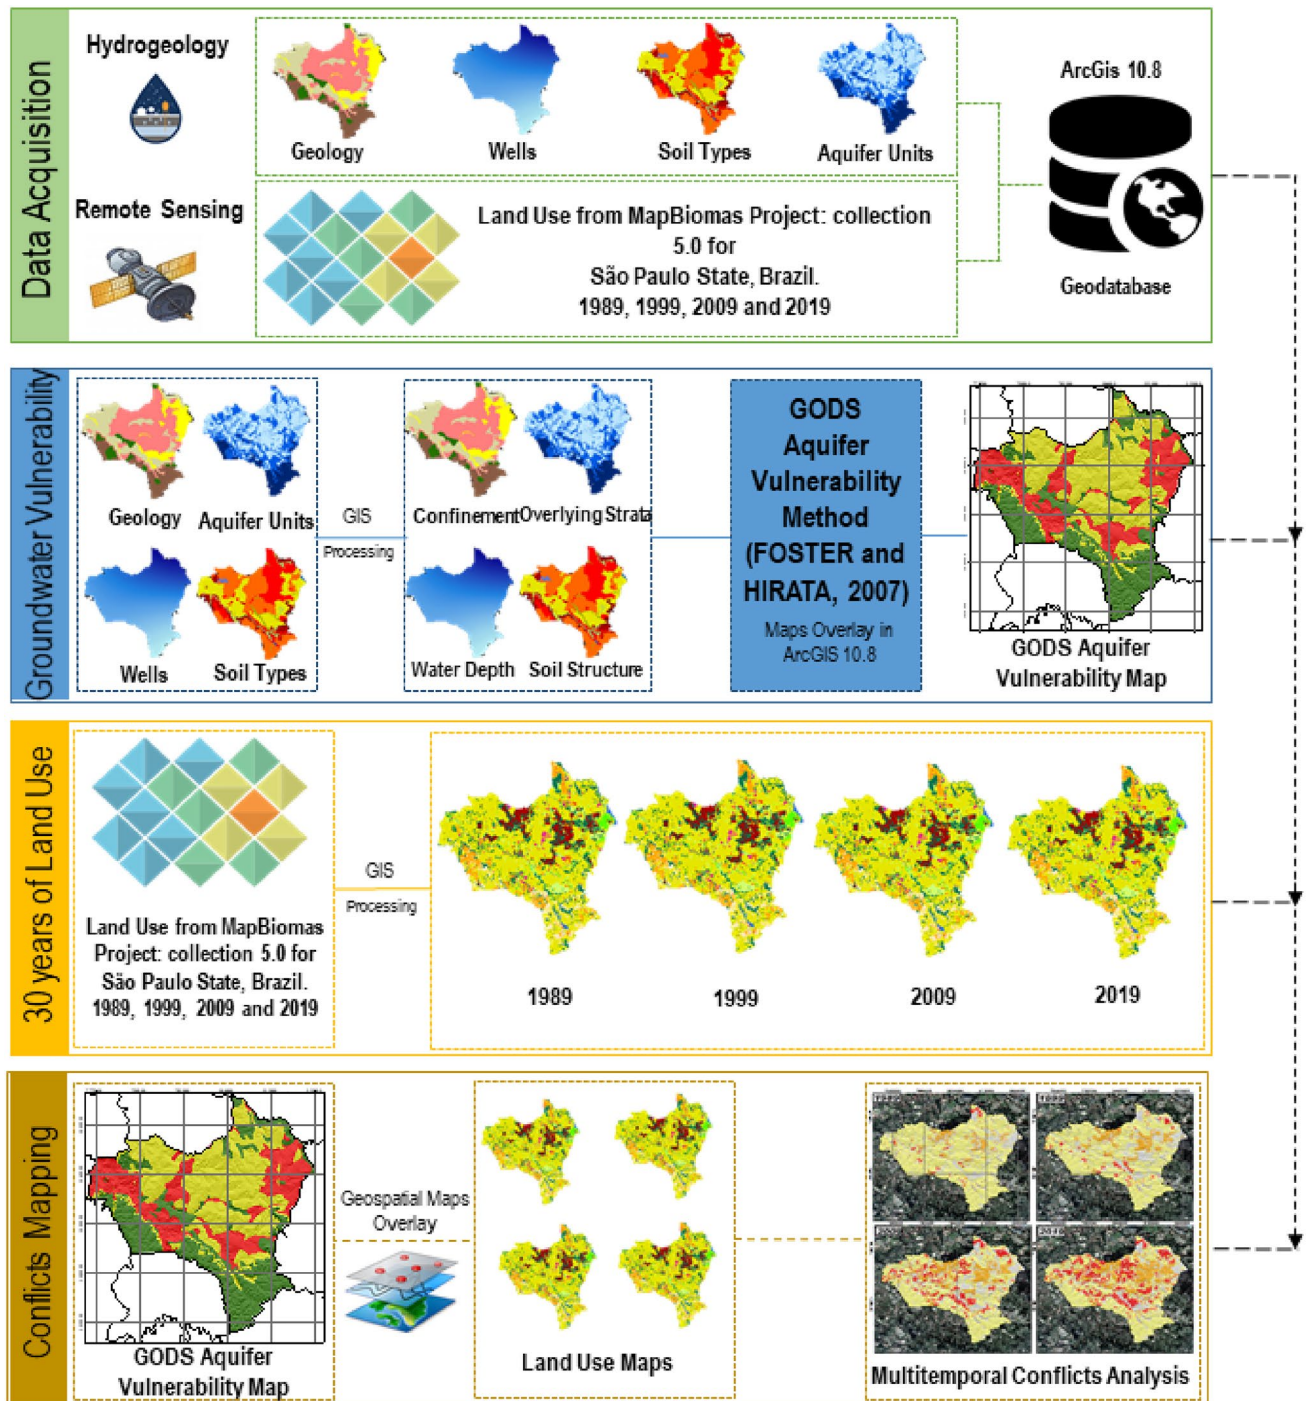 Data Acquisition
Hydrogeology
Geology
Wells
Soil Types
Aquifer Units
Remote Sensing
Land Use from MapBiomas Project: collection
5.0 for
São Paulo State, Brazil.
1989, 1999, 2009 and 2019
ArcGis 10.8
Geodatabase
Groundwater Vulnerability
Geology
Aquifer Units
Wells
Soil Types
GIS
Processing
Confinement
Overlying Strata
Water Depth
Soil Structure
GODS
Aquifer
Vulnerability
Method
(FOSTER and
HIRATA, 2007)
Maps Overlay in
ArcGIS 10.8
GODS Aquifer
Vulnerability Map
30 years of Land Use
Land Use from MapBiomas
Project: collection 5.0 for
São Paulo State, Brazil.
1989, 1999, 2009 and 2019
GIS
Processing
1989
1999
2009
2019
Conflicts Mapping
GODS Aquifer
Vulnerability Map
Geospatial Maps
Overlay
Land Use Maps
Multitemporal Conflicts Analysis